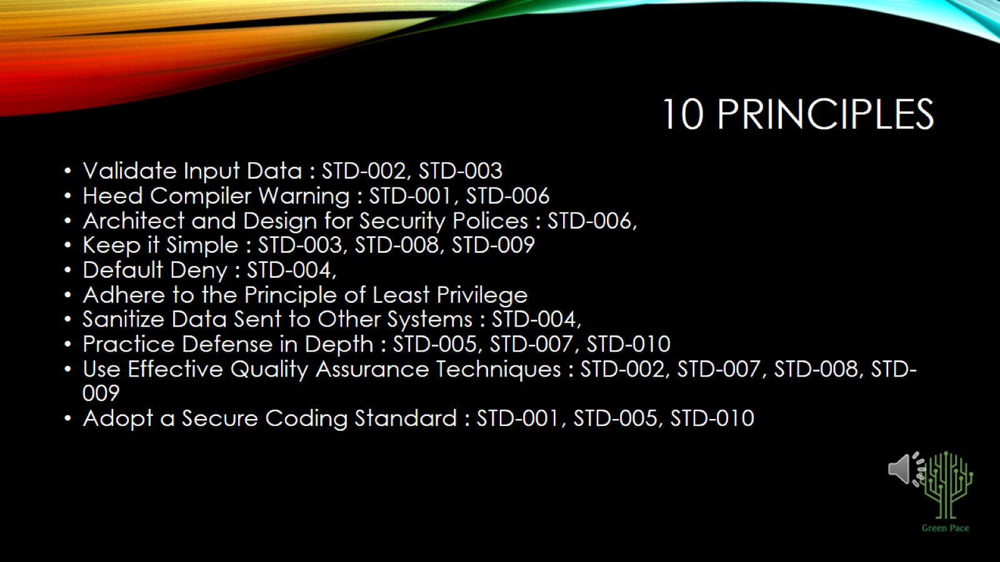 10 PRINCIPLES
• Validate Input Data : STD-002, STD-003
• Heed Compiler Warning : STD-001, STD-006
• Architect and Design for Security Polices : STD-006,
• Keep it Simple : STD-003, STD-008, STD-009
• Default Deny : STD-004,
• Adhere to the Principle of Least Privilege
• Sanitize Data Sent to Other Systems : STD-004,
• Practice Defense in Depth : STD-005, STD-007, STD-010
• Use Effective Quality Assurance Techniques : STD-002, STD-007, STD-008, STD-
009
• Adopt a Secure Coding Standard : STD-001, STD-005, STD-010
Green Pace